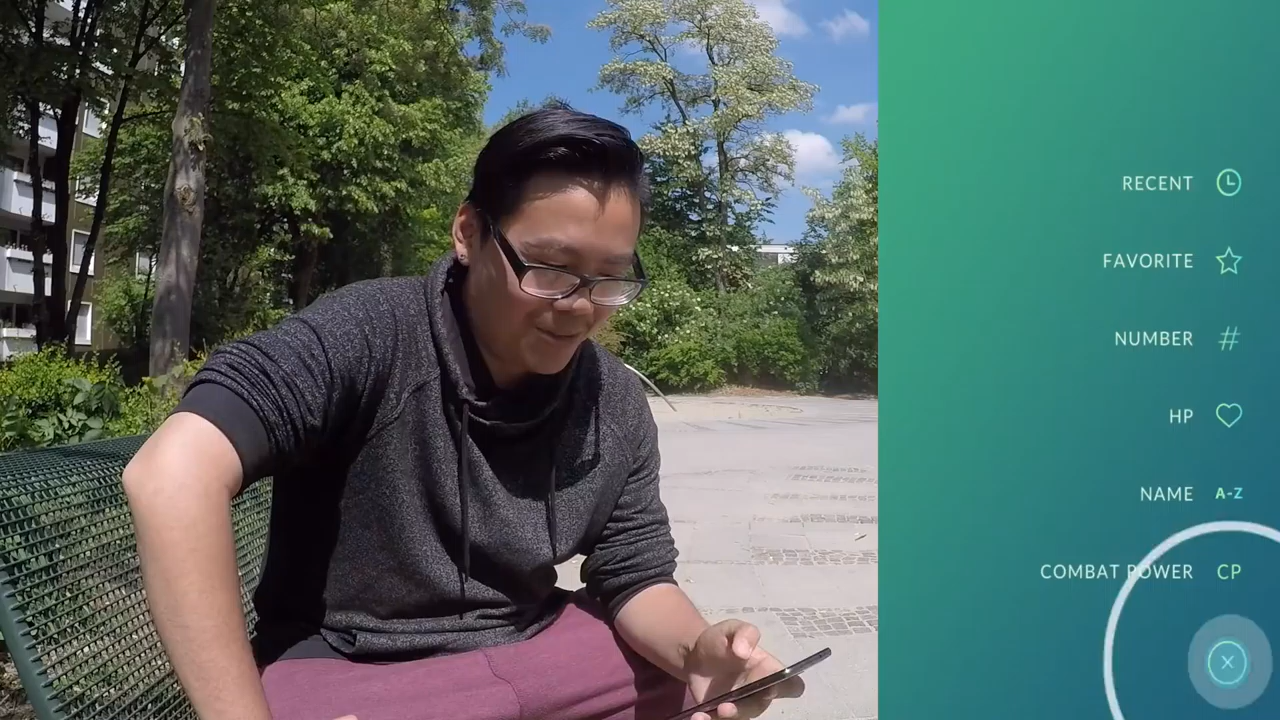 RECENT
FAVORITE
NUMBER #
HP
NAME A-Z
COMBAT POWER CP